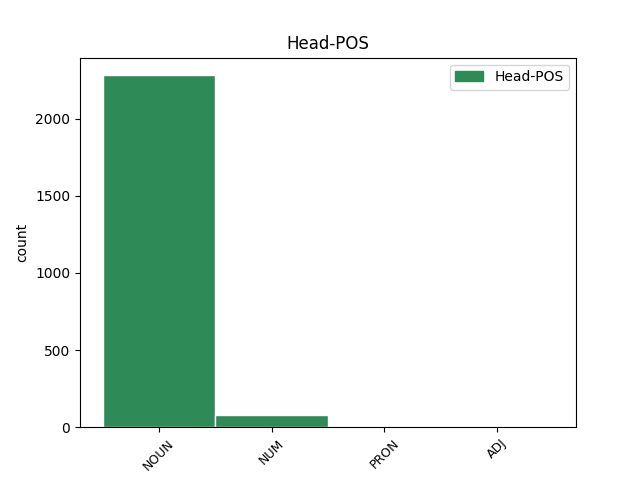 Head-POS
Head-POS
2000
1500
1000
500
0
count
NOUN
NUM
PRON
ADJ